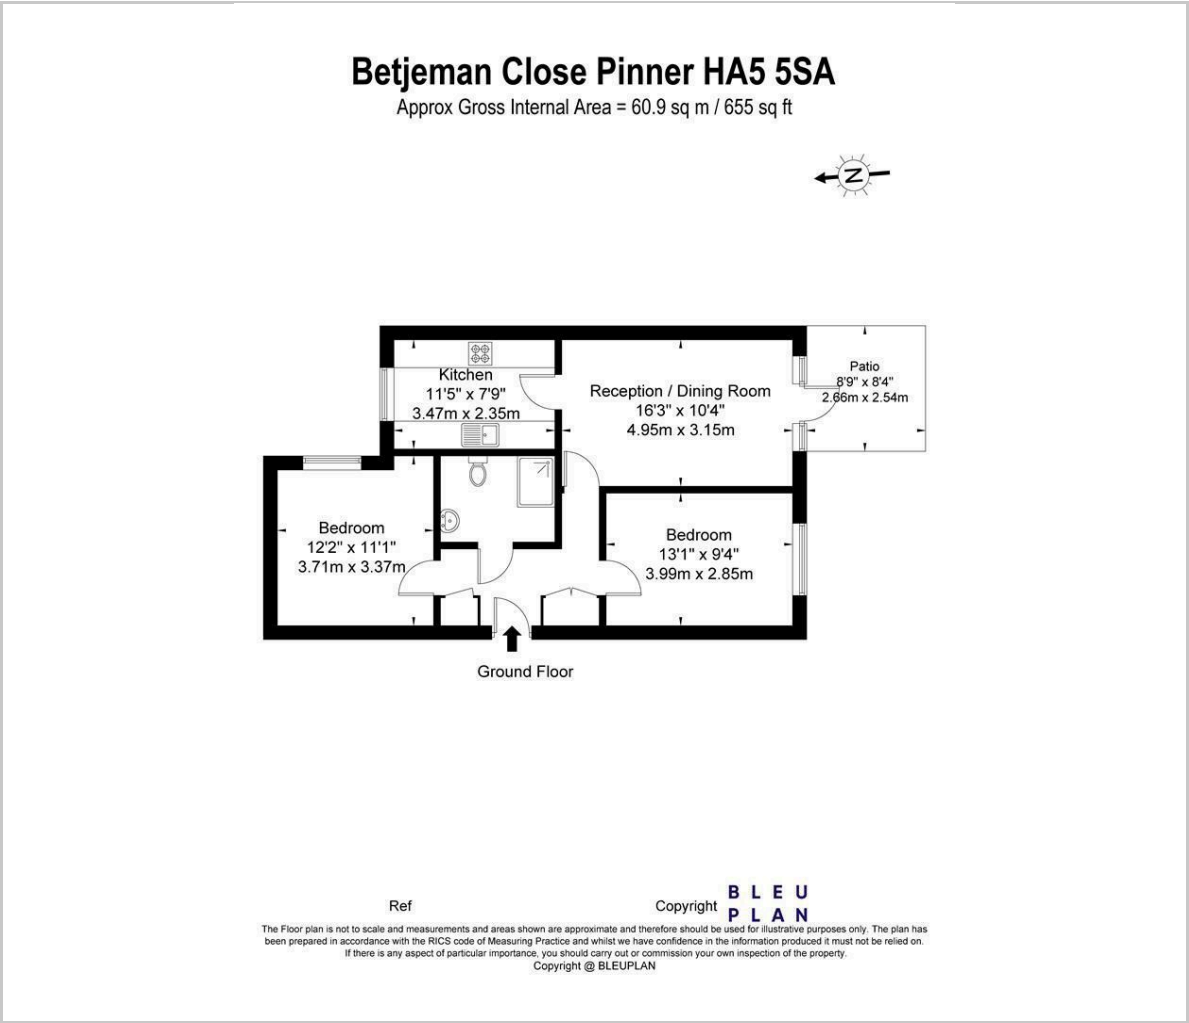 Betjeman Close Pinner HA5 5SA
Approx Gross Internal Area = 60.9 sq m / 655 sq ft
N
Kitchen
11'5" x 7'9"
3.47m x 2.35m
Reception / Dining Room
16'3" x 10'4"
4.95m x 3.15m
Patio
8'9" x 8'4"
2.66m x 2.54m
Bedroom
12'2" x 11'1"
3.71m x 3.37m
Bedroom
13'1" x 9'4"
3.99m x 2.85m
Ground Floor
Ref
Copyright
BLEU
PLAN
The Floor plan is not to scale and measurements and areas shown are approximate and therefore should be used for illustrative purposes only. The plan has
been prepared in accordance with the RICS code of Measuring Practice and whilst we have confidence in the information produced it must not be relied on.
If there is any aspect of particular importance, you should carry out or commission your own inspection of the property.
Copyright @ BLEUPLAN